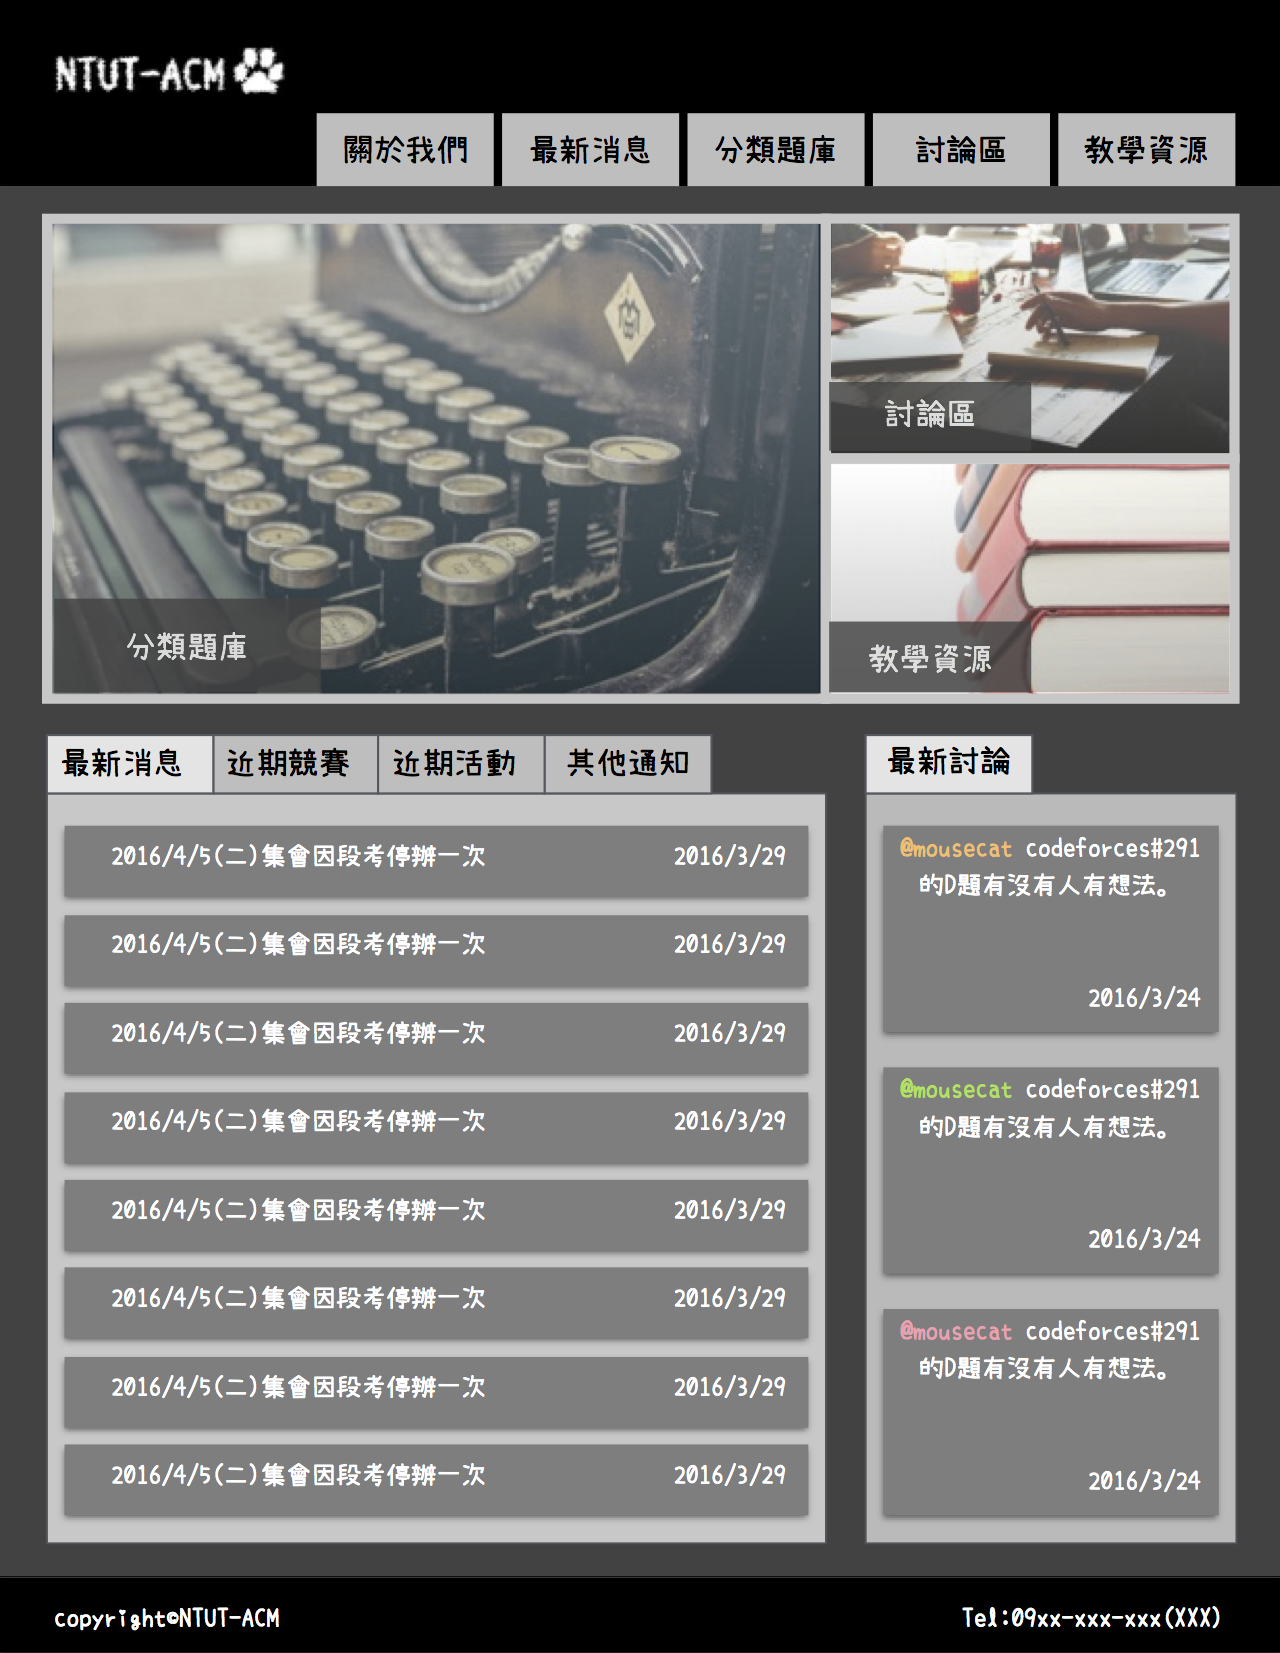 NTUT-ACM
關於我們
最新消息
分類題庫
討論區
教學資源
分類題庫
討論區
教學資源
最新消息
近期競賽
近期活動
其他通知
2016/4/5(二)集會因段考停辦一次 2016/3/29
2016/4/5(二)集會因段考停辦一次 2016/3/29
2016/4/5(二)集會因段考停辦一次 2016/3/29
2016/4/5(二)集會因段考停辦一次 2016/3/29
2016/4/5(二)集會因段考停辦一次 2016/3/29
2016/4/5(二)集會因段考停辦一次 2016/3/29
2016/4/5(二)集會因段考停辦一次 2016/3/29
2016/4/5(二)集會因段考停辦一次 2016/3/29
最新討論
@mousecat codeforces#291
的D題有沒有人有想法。
2016/3/24
@mousecat codeforces#291
的D題有沒有人有想法。
2016/3/24
@mousecat codeforces#291
的D題有沒有人有想法。
2016/3/24
copyright©NTUT-ACM
Tel:09xx-xxx-xxx(XXX)